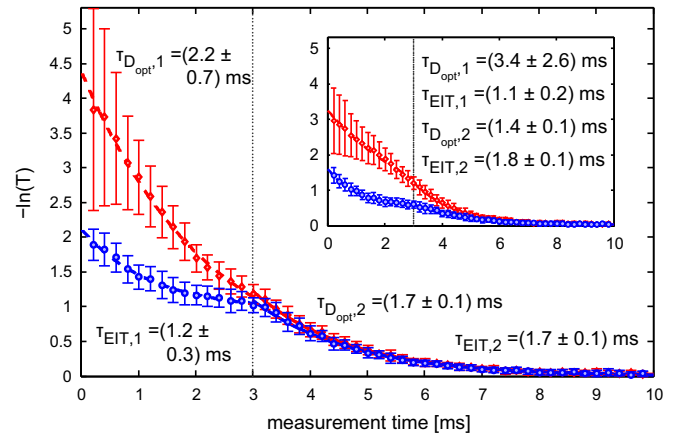 τDopt,1 =(2.2 ±
0.7) ms
τEIT,1 =(1.2 ±
0.3) ms
τDopt,2 =(1.7 ± 0.1) ms
τEIT,2 =(1.7 ± 0.1) ms
τDopt,1 =(3.4 ± 2.6) ms
τEIT,1 =(1.1 ± 0.2) ms
τDopt,2 =(1.4 ± 0.1) ms
τEIT,2 =(1.8 ± 0.1) ms
5
4
3
2
1
0
0 2 4 6 8 10
−ln(T)
5
4.5
4
3.5
3
2.5
2
1.5
1
0.5
0
0 1 2 3 4 5 6 7 8 9 10
measurement time [ms]